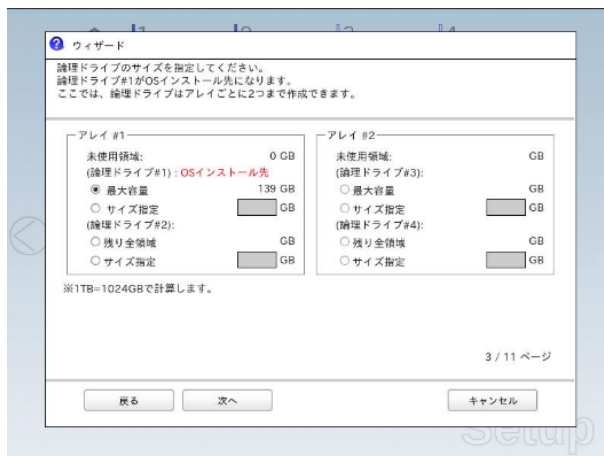 ウィザード
論理ドライブのサイズを指定してください。
論理ドライブ#1がOSインストール先になります。
ここでは、論理ドライブはアレイごとに2つまで作成できます。
アレイ #1
未使用領域: 0 GB
(論理ドライブ#1) : OSインストール先
最大容量 139 GB
サイズ指定 GB
(論理ドライブ#2):
残り全領域 GB
サイズ指定 GB
アレイ #2
未使用領域: GB
(論理ドライブ#3):
最大容量 GB
サイズ指定 GB
(論理ドライブ#4):
残り全領域 GB
サイズ指定 GB
※1TB=1024GBで計算します。
3 / 11 ページ
戻る
次へ
キャンセル
Setup